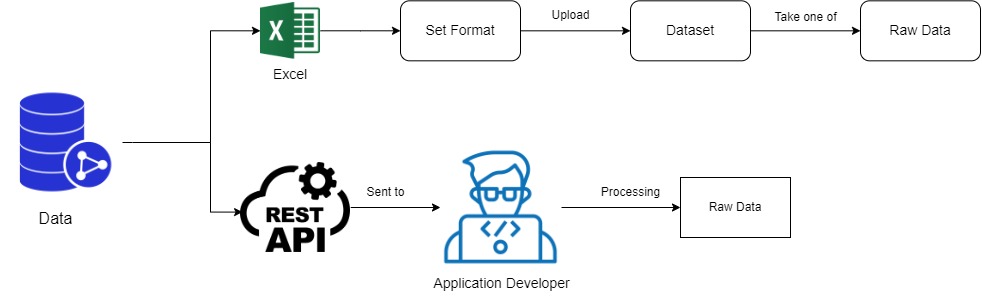 X
Excel
Set Format
Upload
Dataset
Take one of
Raw Data
Data
REST
API
Sent to
</>
Application Developer
Processing
Raw Data